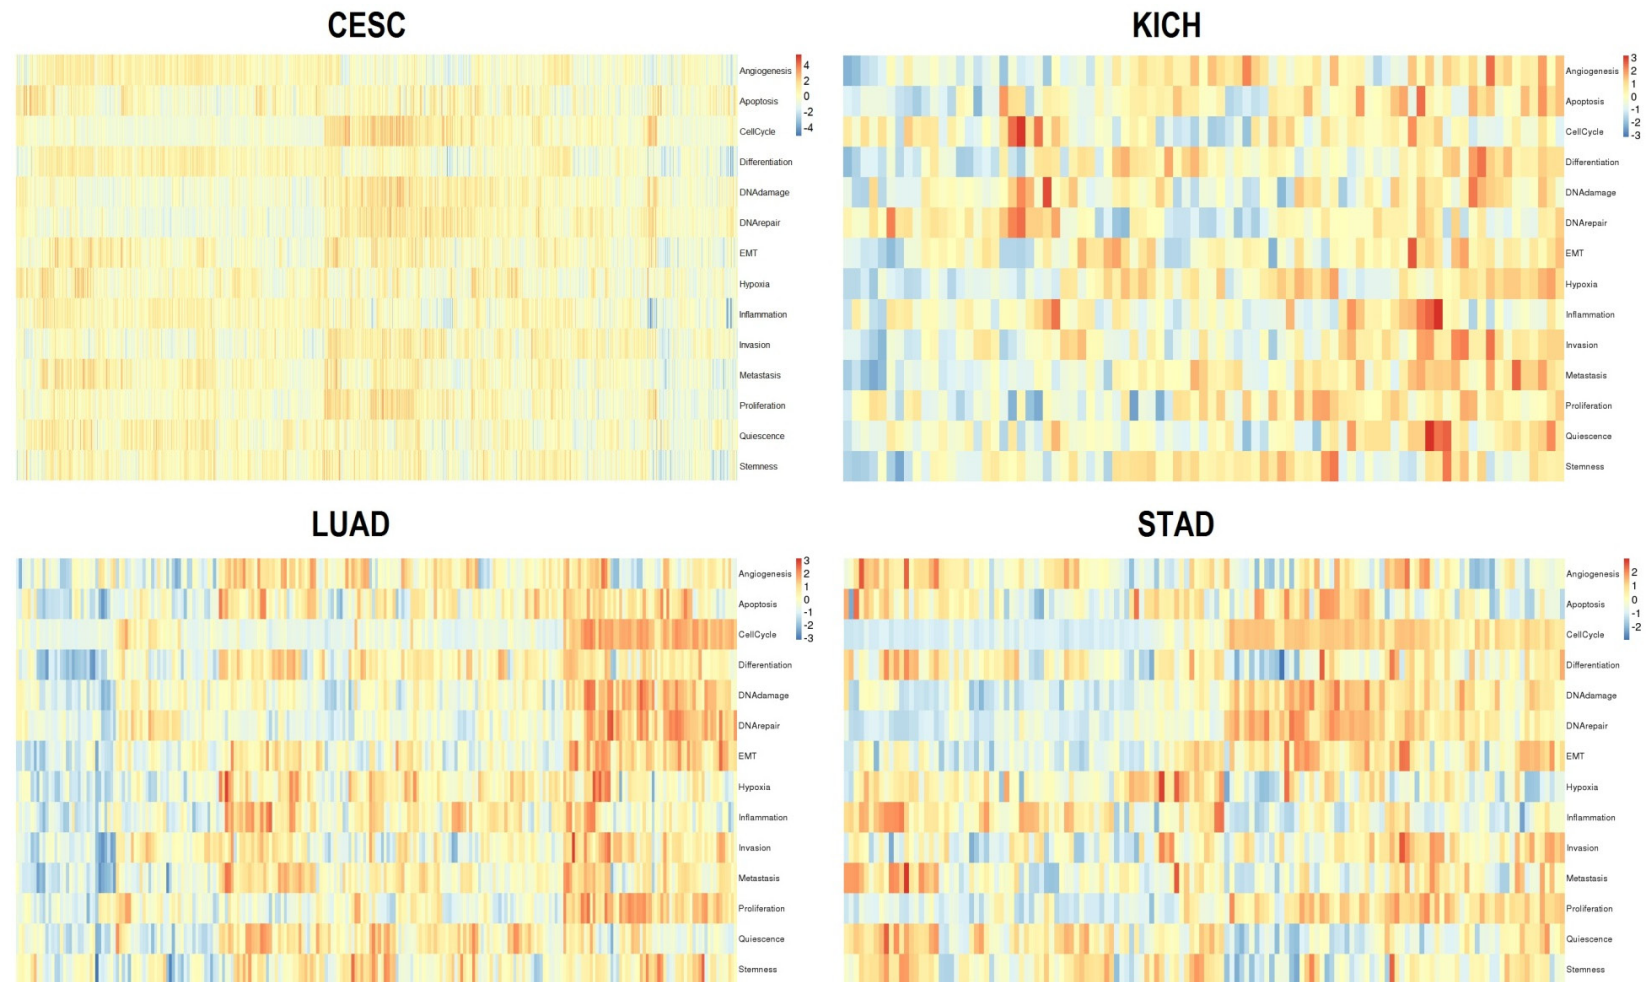 CESC
Angiogenesis
Apoptosis
CellCycle
Differentiation
DNAdamage
DNArepair
EMT
Hypoxia
Inflammation
Invasion
Metastasis
Proliferation
Quiescence
Stemness
4
2
0
-2
-4
KICH
Angiogenesis
Apoptosis
CellCycle
Differentiation
DNAdamage
DNArepair
EMT
Hypoxia
Inflammation
Invasion
Metastasis
Proliferation
Quiescence
Stemness
3
2
1
0
-1
-2
-3
LUAD
Angiogenesis
Apoptosis
CellCycle
Differentiation
DNAdamage
DNArepair
EMT
Hypoxia
Inflammation
Invasion
Metastasis
Proliferation
Quiescence
Stemness
3
2
1
0
-1
-2
-3
STAD
Angiogenesis
Apoptosis
CellCycle
Differentiation
DNAdamage
DNArepair
EMT
Hypoxia
Inflammation
Invasion
Metastasis
Proliferation
Quiescence
Stemness
2
1
0
-1
-2